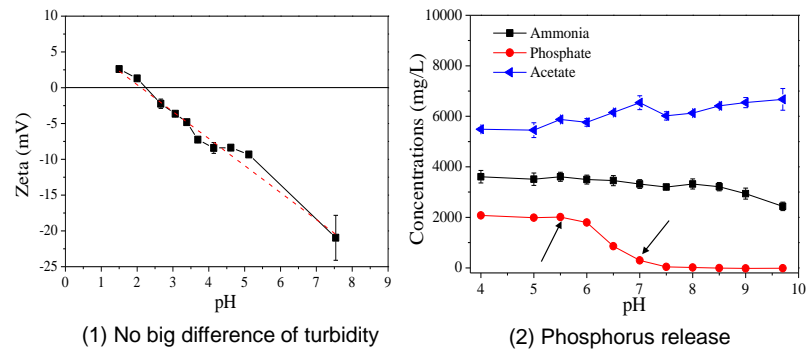 10
5
0
-5
-10
-15
-20
-25
Zeta (mV)
0 1 2 3 4 5 6 7 8 9
pH
(1) No big difference of turbidity
10000
8000
6000
4000
2000
0
Concentrations (mg/L)
Ammonia
Phosphate
Acetate
4 5 6 7 8 9 10
pH
(2) Phosphorus release